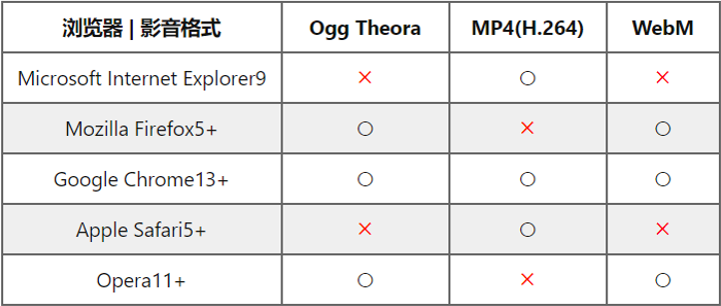 浏览器 | 影音格式 Ogg Theora MP4(H.264) WebM
Microsoft Internet Explorer9 × ○ ×
Mozilla Firefox5+ ○ × ○
Google Chrome13+ ○ ○ ○
Apple Safari5+ × ○ ×
Opera11+ ○ × ○